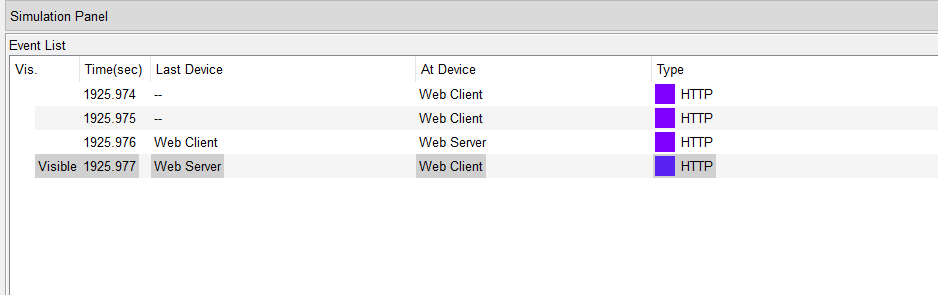 Simulation Panel
Event List
Vis. Time(sec) Last Device At Device Type
1925.974 -- Web Client HTTP
1925.975 -- Web Client HTTP
1925.976 Web Client Web Server HTTP
Visible 1925.977 Web Server Web Client HTTP